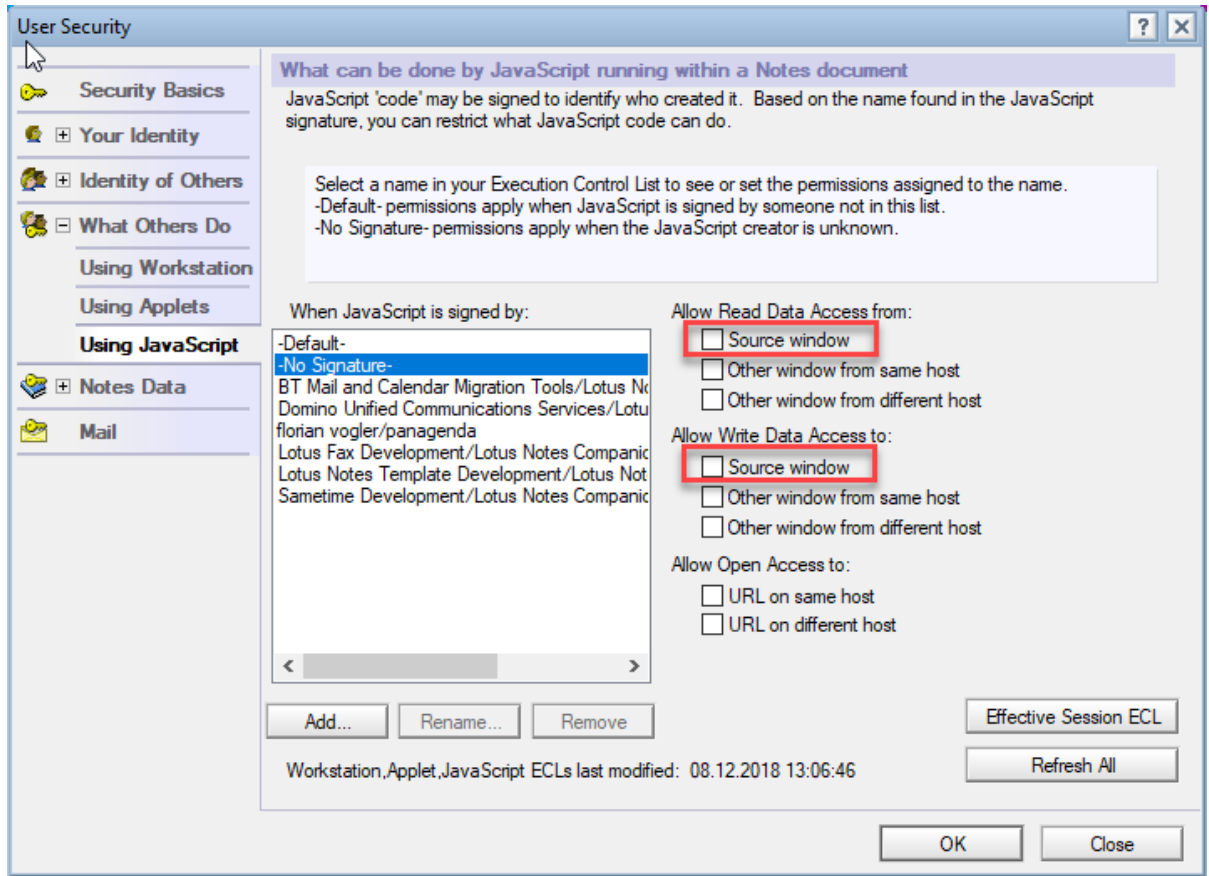 User Security
Security Basics
Your Identity
Identity of Others
What Others Do
Using Workstation
Using Applets
Using JavaScript
Notes Data
Mail
What can be done by JavaScript running within a Notes document
JavaScript 'code' may be signed to identify who created it. Based on the name found in the JavaScript
signature, you can restrict what JavaScript code can do.
Select a name in your Execution Control List to see or set the permissions assigned to the name.
-Default- permissions apply when JavaScript is signed by someone not in this list.
-No Signature- permissions apply when the JavaScript creator is unknown.
When JavaScript is signed by:
-Default-
-No Signature-
BT Mail and Calendar Migration Tools/Lotus No
Domino Unified Communications Services/Lotu
florian vogler/panagenda
Lotus Fax Development/Lotus Notes Companic
Lotus Notes Template Development/Lotus Not
Sametime Development/Lotus Notes Companic
Allow Read Data Access from:
Source window
Other window from same host
Other window from different host
Allow Write Data Access to:
Source window
Other window from same host
Other window from different host
Allow Open Access to:
URL on same host
URL on different host
Add...
Rename...
Remove
Effective Session ECL
Workstation,Applet,JavaScript ECLs last modified: 08.12.2018 13:06:46
Refresh All
OK
Close